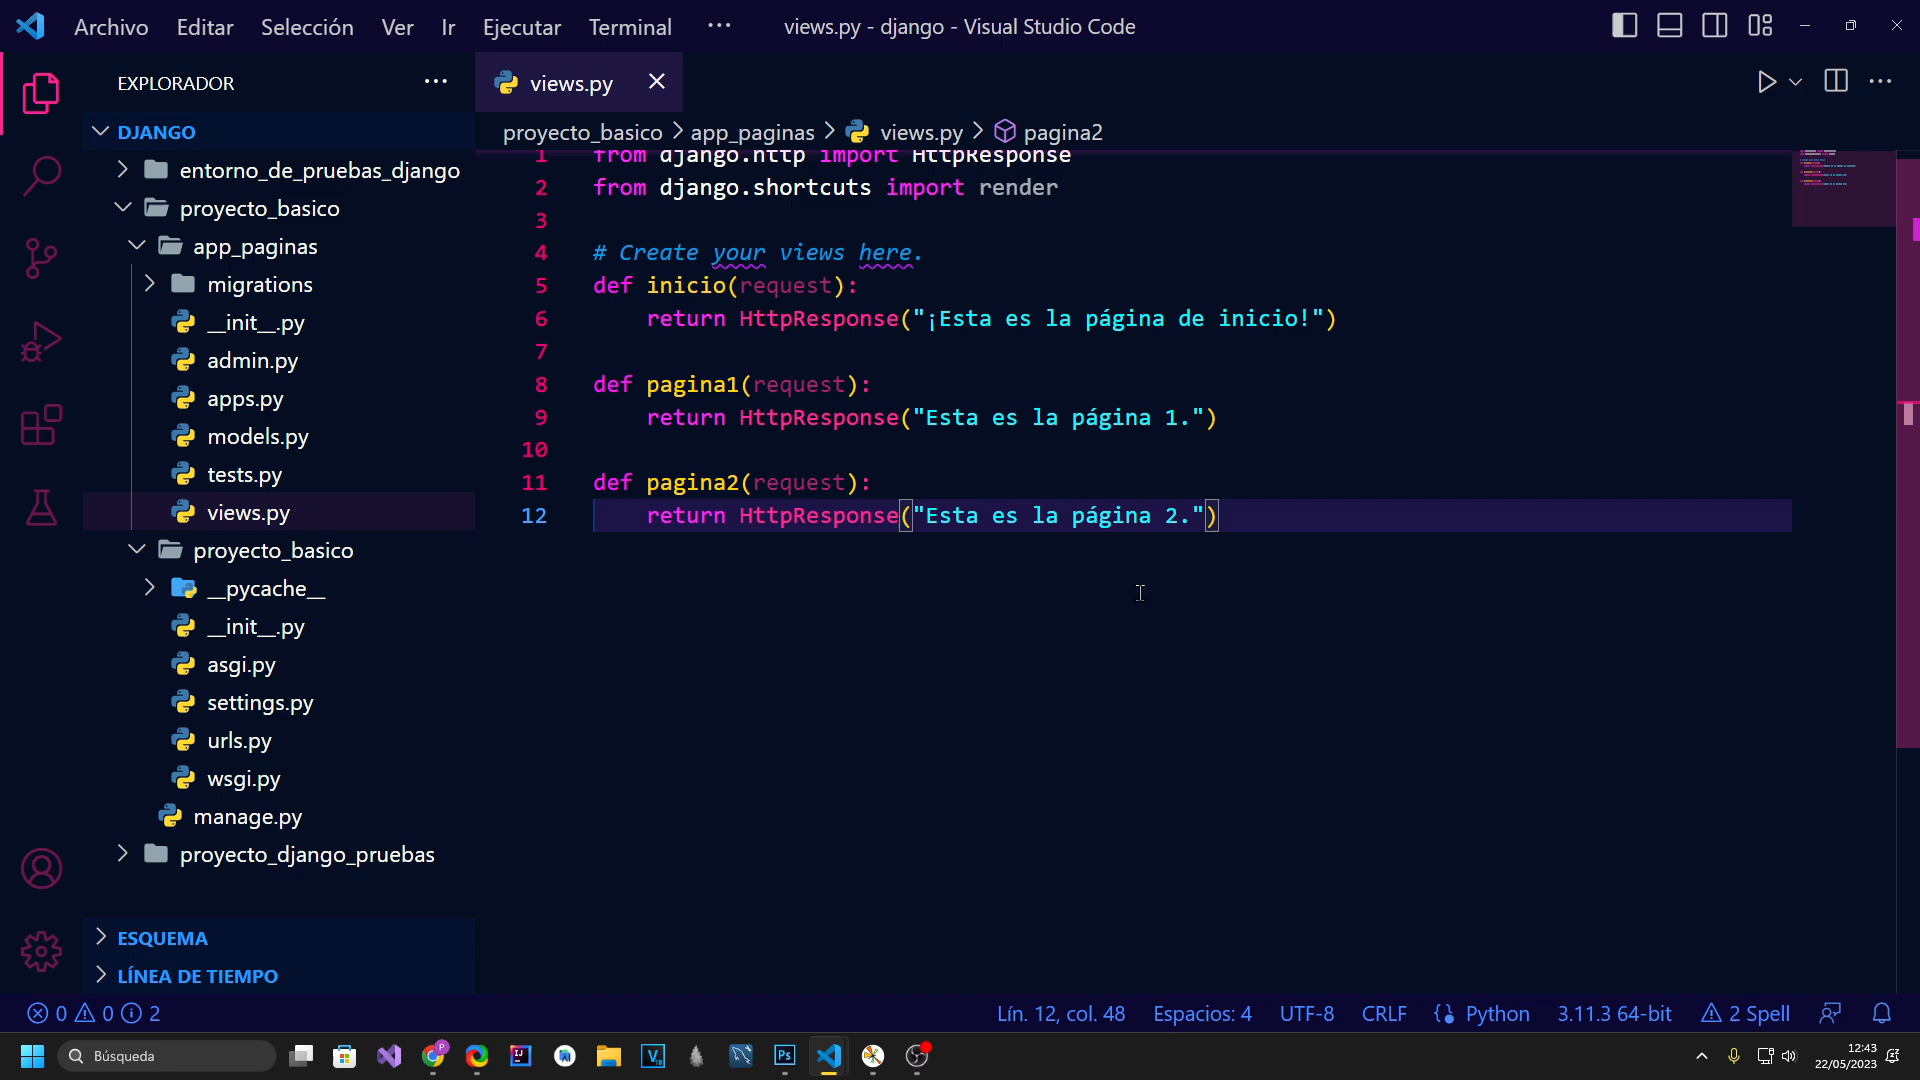 Archivo Editar Selección Ver Ir Ejecutar Terminal ··· views.py - django - Visual Studio Code
EXPLORADOR ···
DJANGO
entorno_de_pruebas_django
proyecto_basico
app_paginas
migrations
__init__.py
admin.py
apps.py
models.py
tests.py
views.py
proyecto_basico
__pycache__
__init__.py
asgi.py
settings.py
urls.py
wsgi.py
manage.py
proyecto_django_pruebas
ESQUEMA
LÍNEA DE TIEMPO
views.py
proyecto_basico > app_paginas > views.py > pagina2
1 from django.http import HttpResponse
2 from django.shortcuts import render
3
4 # Create your views here.
5 def inicio(request):
6 return HttpResponse("¡Esta es la página de inicio!")
7
8 def pagina1(request):
9 return HttpResponse("Esta es la página 1.")
10
11 def pagina2(request):
12 return HttpResponse("Esta es la página 2.")
0 0 2 Lín. 12, col. 48 Espacios: 4 UTF-8 CRLF Python 3.11.3 64-bit 2 Spell
Búsqueda
P
IJ
Ps
12:43
22/05/2023